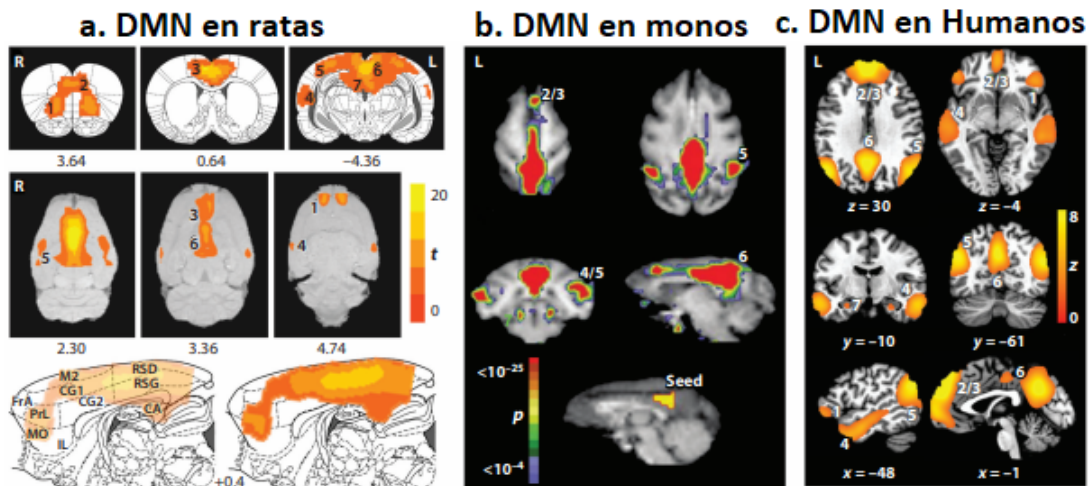 a. DMN en ratas
R
2
1
3
L
5
6
7
4
3.64
0.64
−4.36
R
5
3
6
1
4
20
t
0
2.30
3.36
4.74
RSD
M2
RSG
CG1
FrA
CG2
CA
PrL
MO
IL
+0.4
b. DMN en monos
L
2/3
5
4/5
6
<10⁻²⁵
p
<10⁻⁴
Seed
c. DMN en Humanos
L
2/3
6
5
2/3
1
4
z = 30
z = −4
5
6
4
7
8
z
0
y = −10
y = −61
5
4
2/3
6
x = −48
x = −1